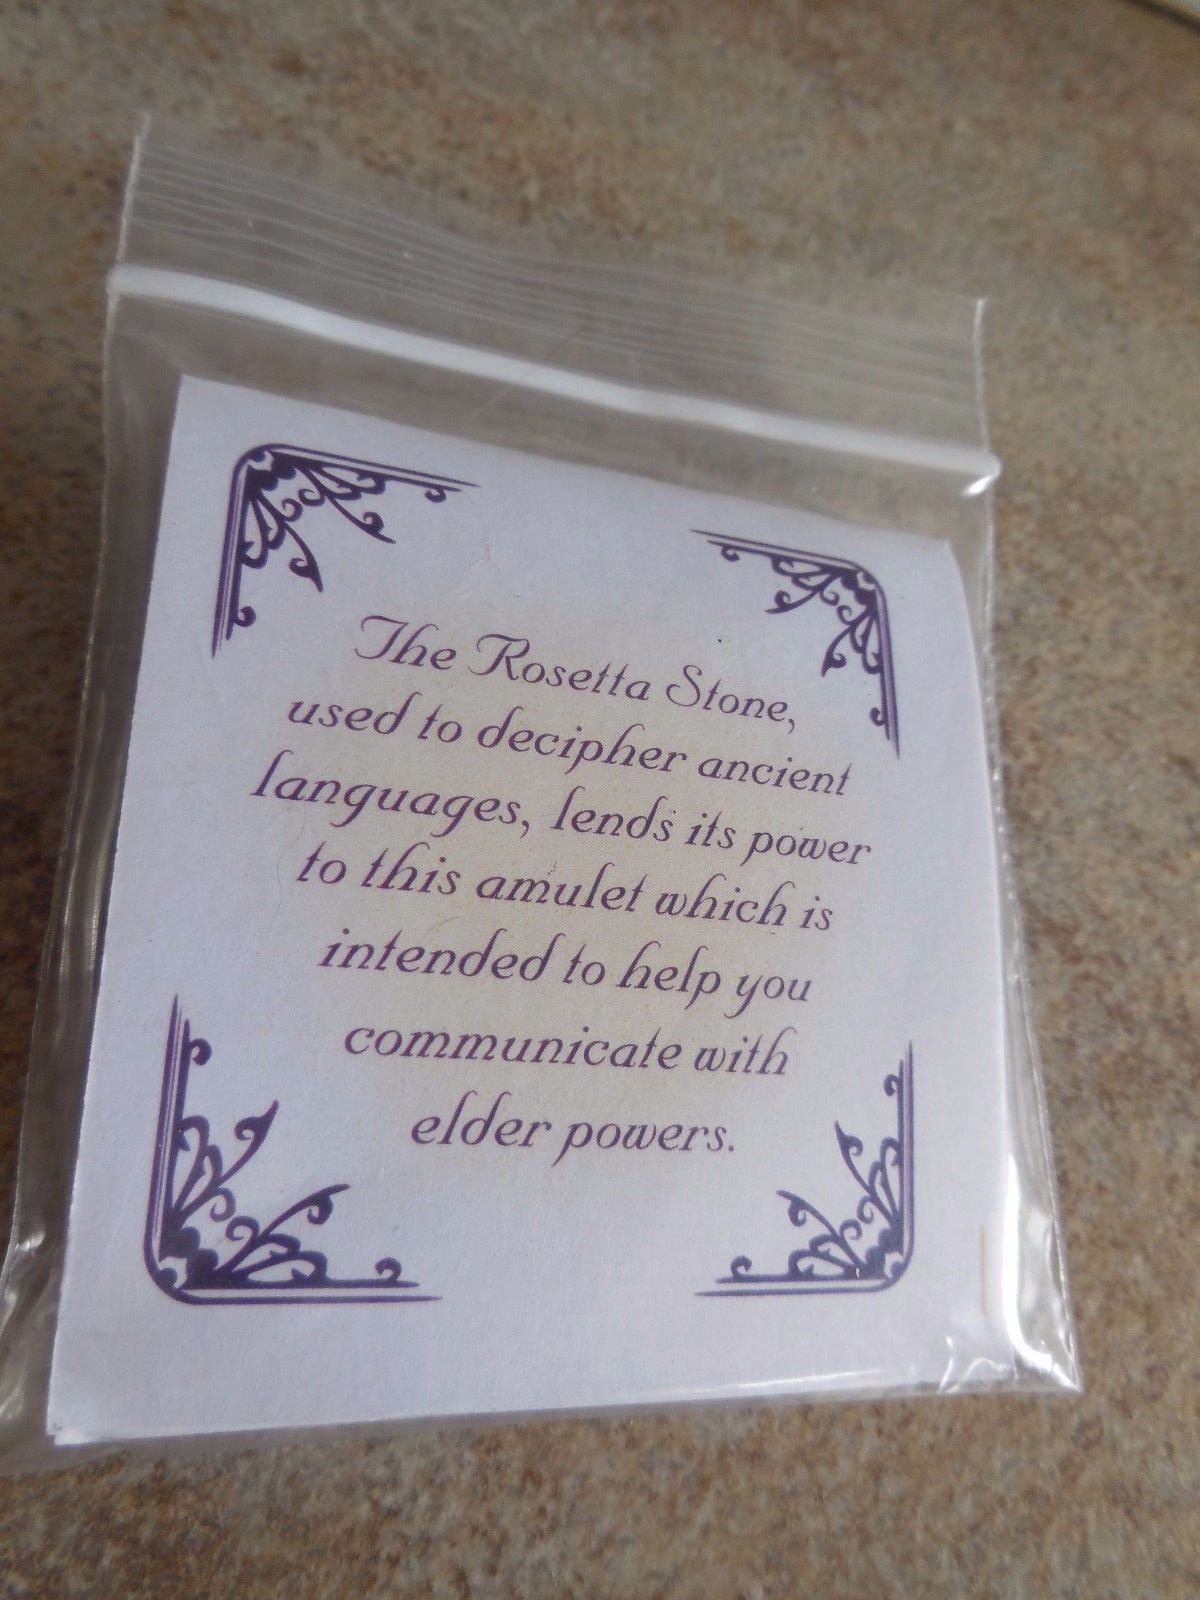 The Rosetta Stone,
used to decipher ancient
languages, lends its power
to this amulet which is
intended to help you
communicate with
elder powers.